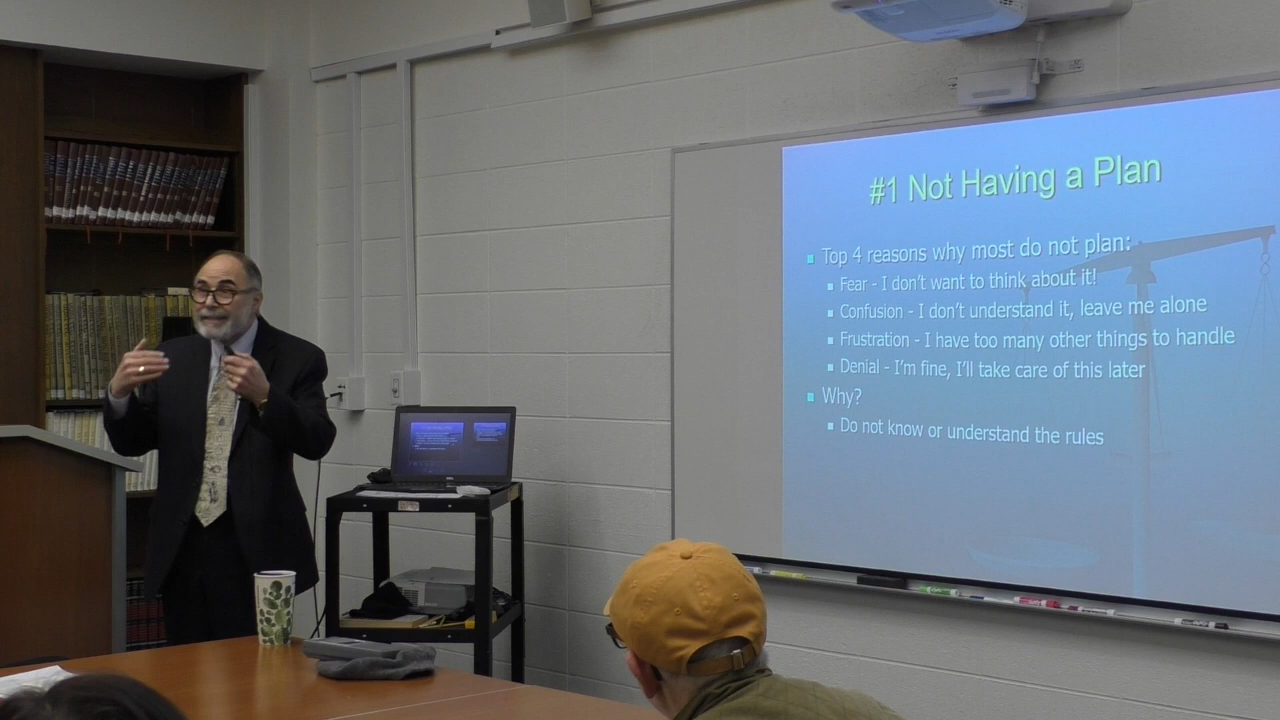 #1 Not Having a Plan
Top 4 reasons why most do not plan:
Fear - I don't want to think about it!
Confusion - I don't understand it, leave me alone
Frustration - I have too many other things to handle
Denial - I'm fine, I'll take care of this later
Why?
Do not know or understand the rules